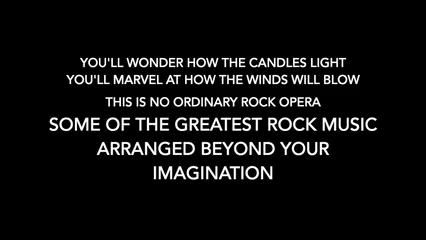 YOU'LL WONDER HOW THE CANDLES LIGHT
YOU'LL MARVEL AT HOW THE WINDS WILL BLOW
THIS IS NO ORDINARY ROCK OPERA
SOME OF THE GREATEST ROCK MUSIC
ARRANGED BEYOND YOUR
IMAGINATION